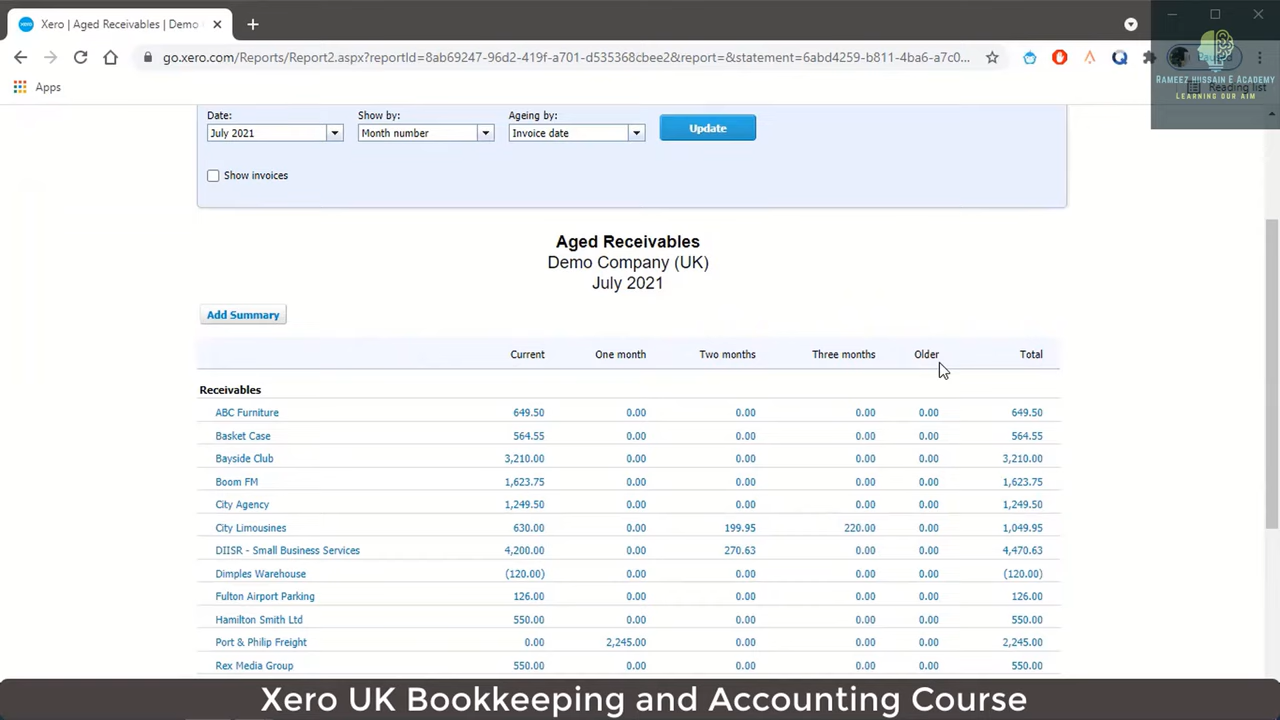 Xero | Aged Receivables | Demo
go.xero.com/Reports/Report2.aspx?reportId=8ab69247-9d2c-419f-a701-d535368cbee2&report=&statement=6abd4259-b811-4ba6-a7c0...
Apps
Reading list
RAMEEZ HUSSAIN E ACADEMY
LEARNING OUR AIM
Date: Show by: Ageing by:
July 2021 Month number Invoice date Update
Show invoices
Aged Receivables
Demo Company (UK)
July 2021
Add Summary
Current One month Two months Three months Older Total
Receivables
ABC Furniture 649.50 0.00 0.00 0.00 0.00 649.50
Basket Case 564.55 0.00 0.00 0.00 0.00 564.55
Bayside Club 3,210.00 0.00 0.00 0.00 0.00 3,210.00
Boom FM 1,623.75 0.00 0.00 0.00 0.00 1,623.75
City Agency 1,249.50 0.00 0.00 0.00 0.00 1,249.50
City Limousines 630.00 0.00 199.95 220.00 0.00 1,049.95
DIISR - Small Business Services 4,200.00 0.00 270.63 0.00 0.00 4,470.63
Dimples Warehouse (120.00) 0.00 0.00 0.00 0.00 (120.00)
Fulton Airport Parking 126.00 0.00 0.00 0.00 0.00 126.00
Hamilton Smith Ltd 550.00 0.00 0.00 0.00 0.00 550.00
Port & Philip Freight 0.00 2,245.00 0.00 0.00 0.00 2,245.00
Rex Media Group 550.00 0.00 0.00 0.00 0.00 550.00
Xero UK Bookkeeping and Accounting Course